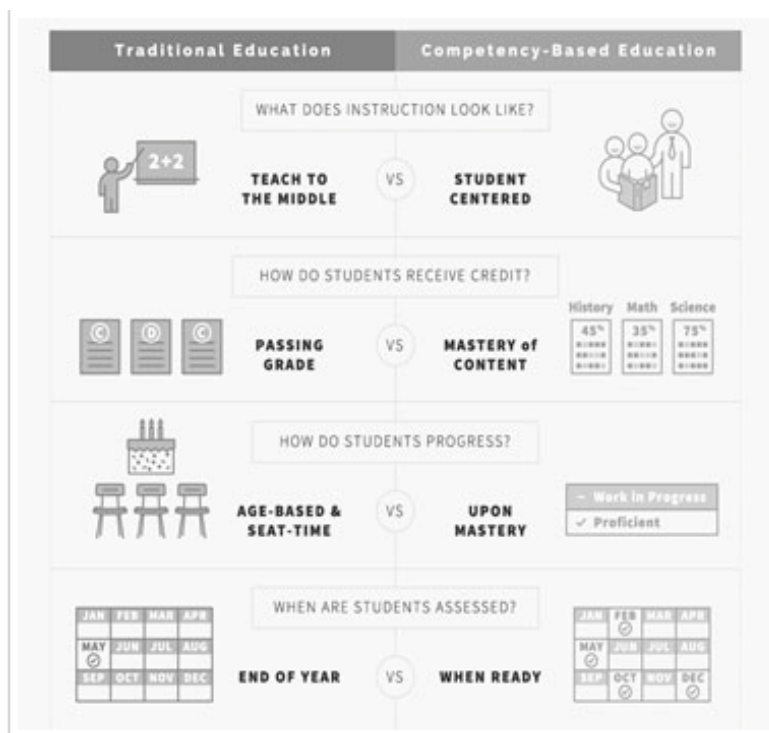 Traditional Education
Competency-Based Education
WHAT DOES INSTRUCTION LOOK LIKE?
2+2
TEACH TO
THE MIDDLE
VS
STUDENT
CENTERED
HOW DO STUDENTS RECEIVE CREDIT?
C D C
PASSING
GRADE
VS
MASTERY of
CONTENT
History Math Science
45% 35% 75%
HOW DO STUDENTS PROGRESS?
AGE-BASED &
SEAT-TIME
VS
UPON
MASTERY
– Work in Progress
✓ Proficient
WHEN ARE STUDENTS ASSESSED?
JAN FEB MAR APR
MAY JUN JUL AUG
SEP OCT NOV DEC
END OF YEAR
VS
WHEN READY
JAN FEB MAR APR
MAY JUN JUL AUG
SEP OCT NOV DEC